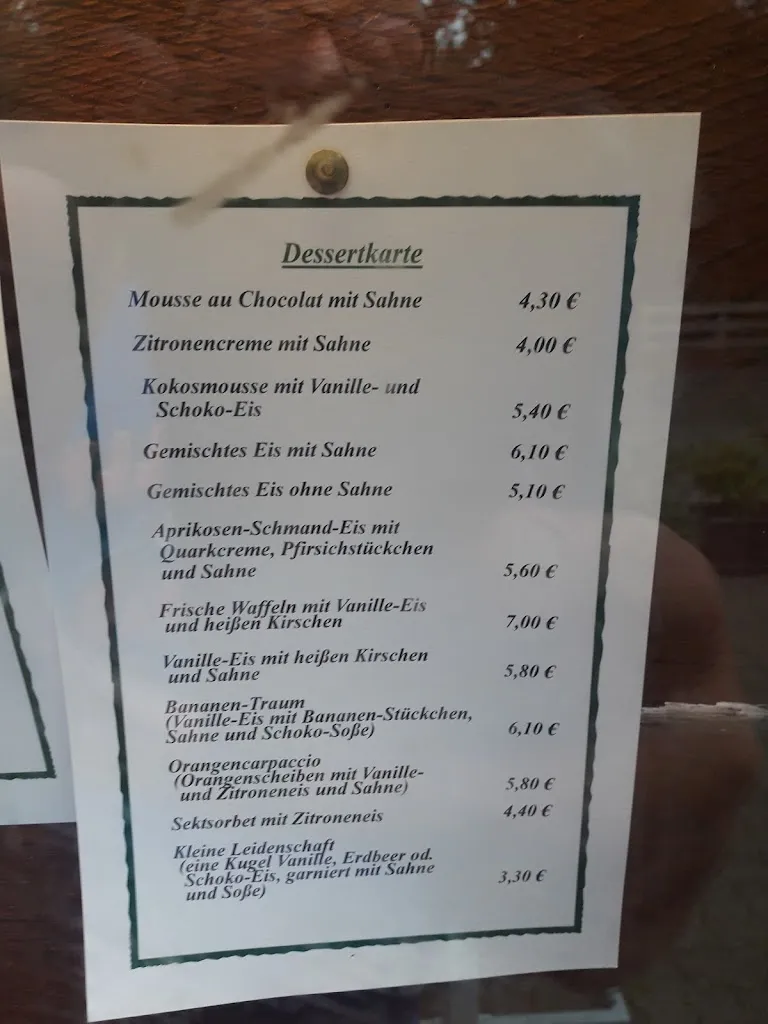 Dessertkarte
Mousse au Chocolat mit Sahne 4,30 €
Zitronencreme mit Sahne 4,00 €
Kokosmousse mit Vanille- und
Schoko-Eis 5,40 €
Gemischtes Eis mit Sahne 6,10 €
Gemischtes Eis ohne Sahne 5,10 €
Aprikosen-Schmand-Eis mit
Quarkcreme, Pfirsichstückchen
und Sahne 5,60 €
Frische Waffeln mit Vanille-Eis
und heißen Kirschen 7,00 €
Vanille-Eis mit heißen Kirschen
und Sahne 5,80 €
Bananen-Traum
(Vanille-Eis mit Bananen-Stückchen,
Sahne und Schoko-Soße) 6,10 €
Orangencarpaccio
(Orangenscheiben mit Vanille-
und Zitroneneis und Sahne) 5,80 €
Sektsorbet mit Zitroneneis 4,40 €
Kleine Leidenschaft
(eine Kugel Vanille, Erdbeer od.
Schoko-Eis, garniert mit Sahne
und Soße) 3,30 €